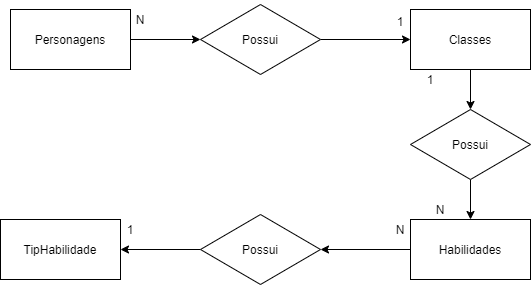 N
1
Personagens
Possui
Classes
1
Possui
N
1
N
TipHabilidade
Possui
Habilidades